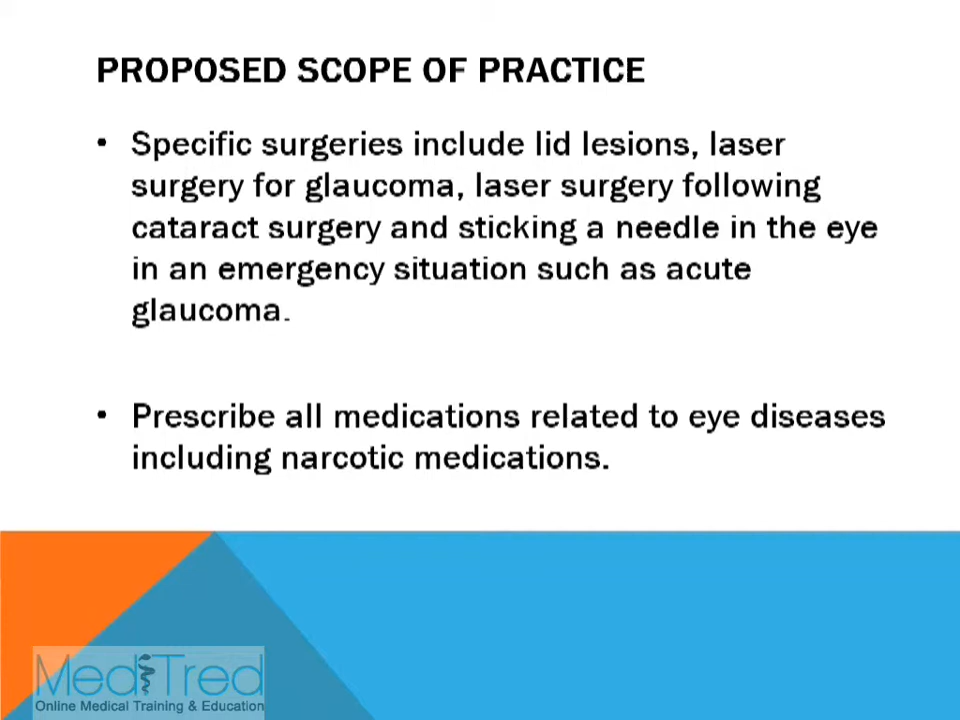 PROPOSED SCOPE OF PRACTICE
• Specific surgeries include lid lesions, laser
surgery for glaucoma, laser surgery following
cataract surgery and sticking a needle in the eye
in an emergency situation such as acute
glaucoma.
• Prescribe all medications related to eye diseases
including narcotic medications.
MediTred
Online Medical Training & Education